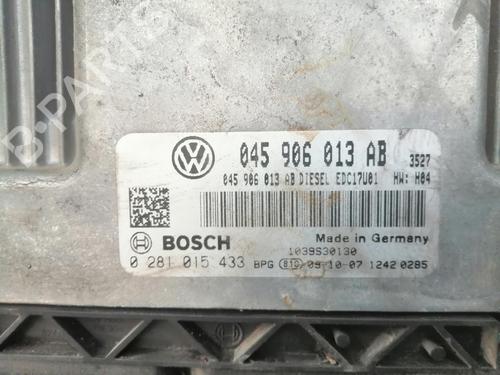 B-PARTS
045 906 013 AB 3527
045 906 013 AB DIESEL EDC17U01 HW: H04
BOSCH Made in Germany
1039S30130
0 281 015 433 BPG 09-10-07 1242 0285